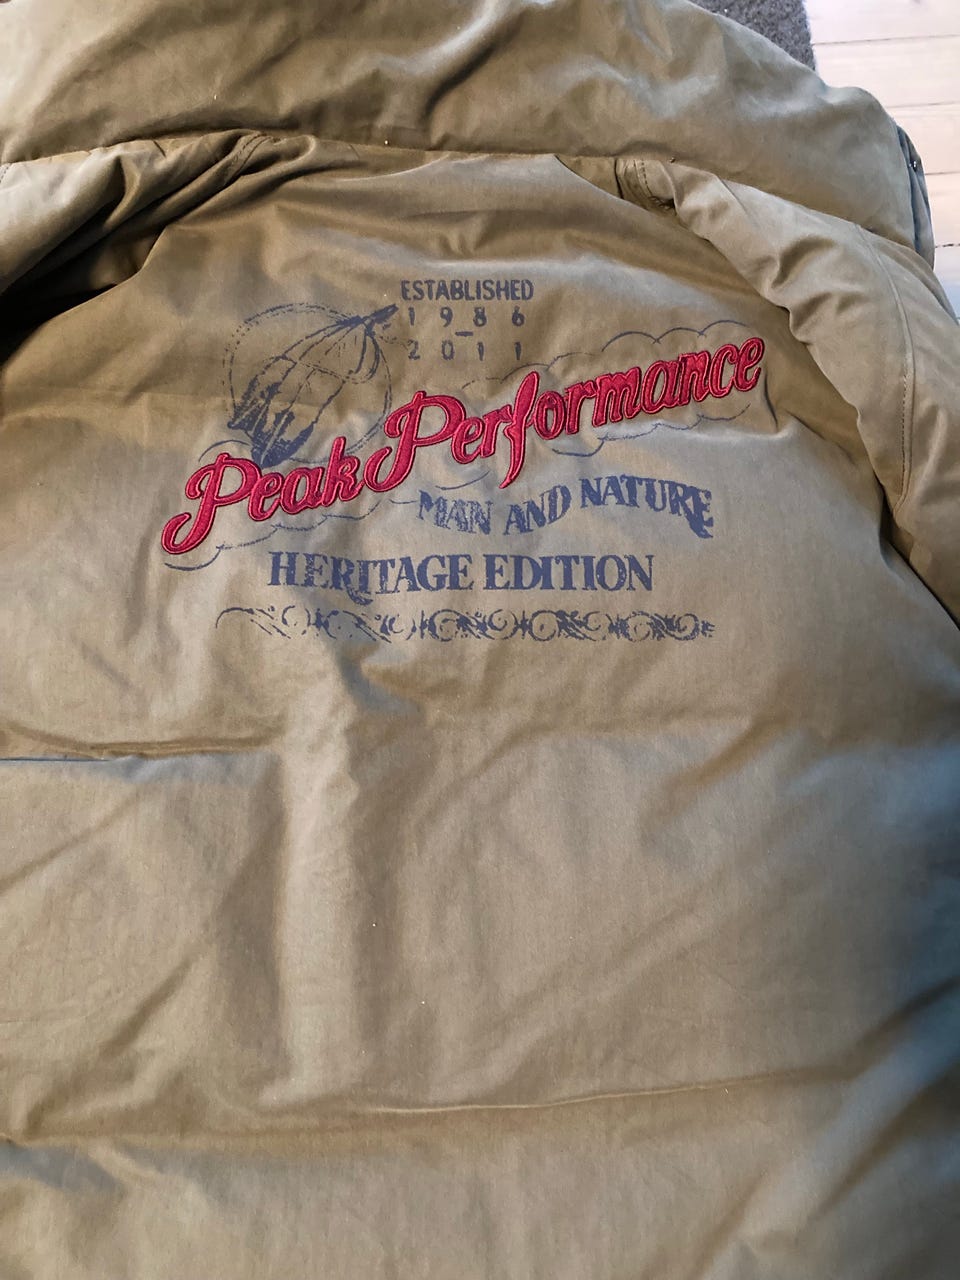 ESTABLISHED
1986
–
2011
Peak Performance
MAN AND NATURE
HERITAGE EDITION